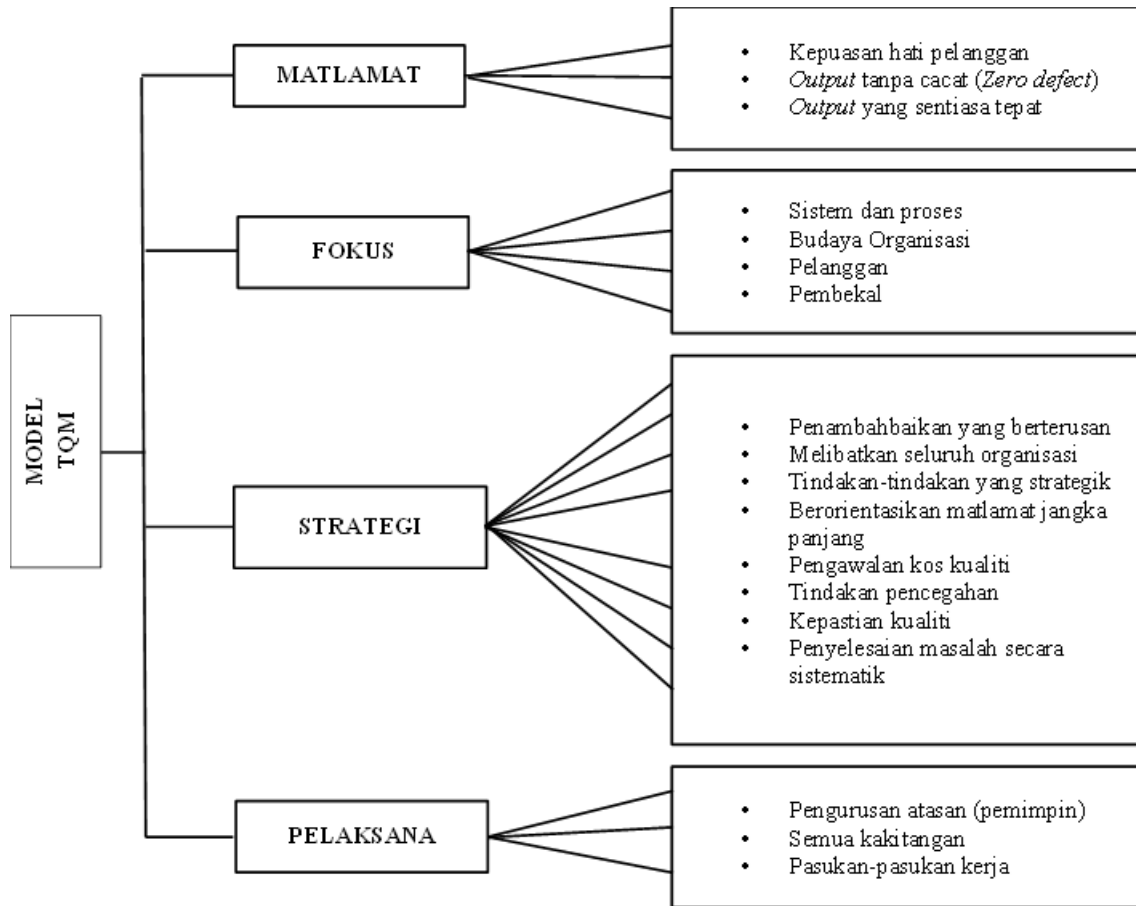 MODEL
TQM
MATLAMAT
• Kepuasan hati pelanggan
• Output tanpa cacat (Zero defect)
• Output yang sentiasa tepat
FOKUS
• Sistem dan proses
• Budaya Organisasi
• Pelanggan
• Pembekal
STRATEGI
• Penambahbaikan yang berterusan
• Melibatkan seluruh organisasi
• Tindakan-tindakan yang strategik
• Berorientasikan matlamat jangka
panjang
• Pengawalan kos kualiti
• Tindakan pencegahan
• Kepastian kualiti
• Penyelesaian masalah secara
sistematik
PELAKSANA
• Pengurusan atasan (pemimpin)
• Semua kakitangan
• Pasukan-pasukan kerja